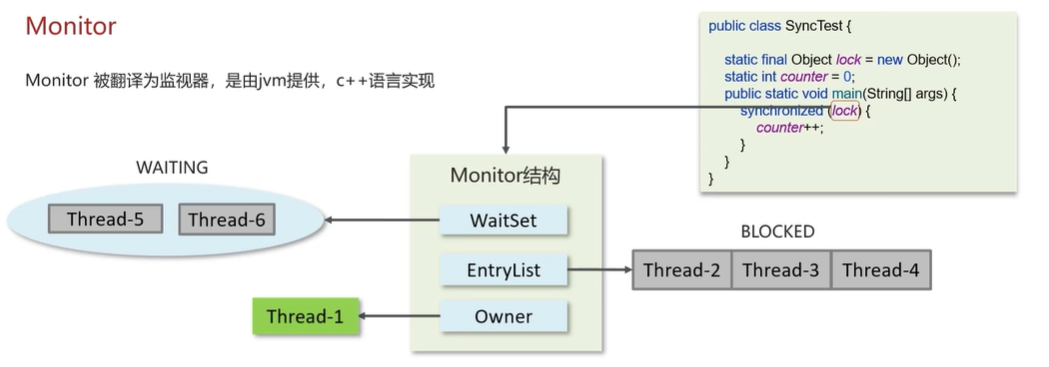 Monitor
Monitor 被翻译为监视器，是由jvm提供，c++语言实现
public class SyncTest {
static final Object lock = new Object();
static int counter = 0;
public static void main(String[] args) {
synchronized (lock) {
counter++;
}
}
}
WAITING
Thread-5
Thread-6
Monitor结构
WaitSet
EntryList
Owner
BLOCKED
Thread-2
Thread-3
Thread-4
Thread-1